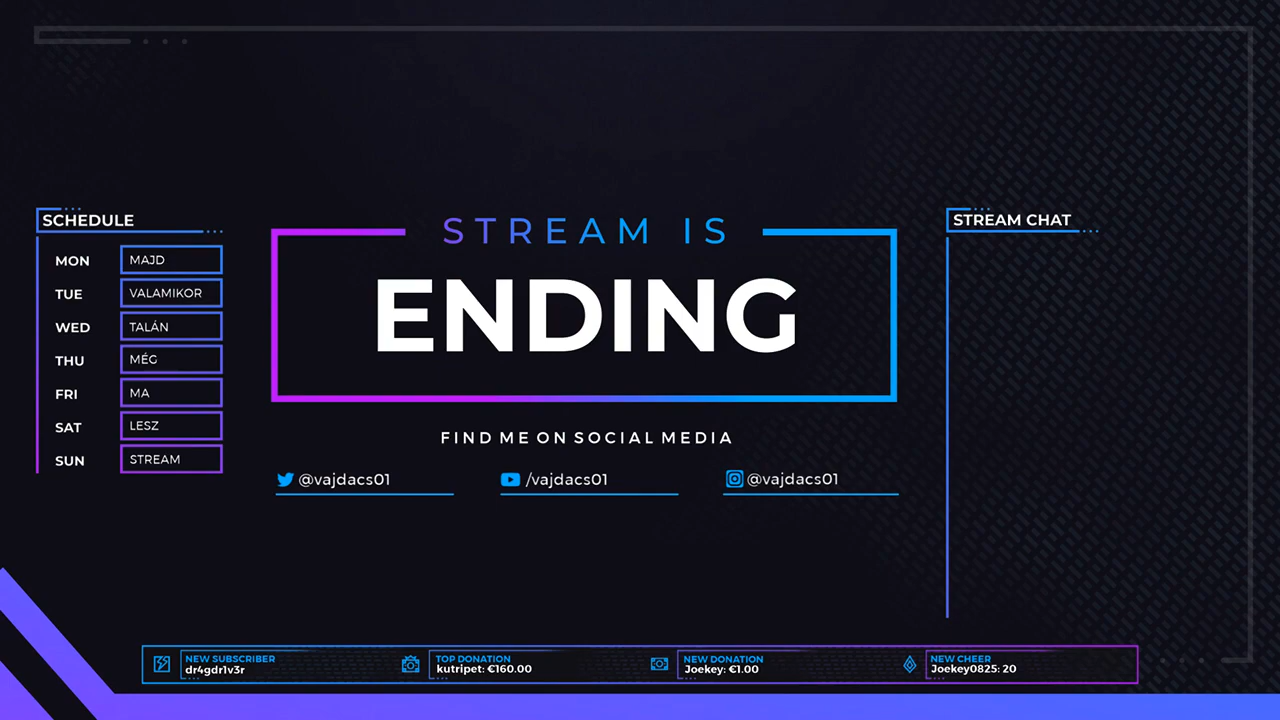 SCHEDULE
MON MAJD
TUE VALAMIKOR
WED TALÁN
THU MÉG
FRI MA
SAT LESZ
SUN STREAM
STREAM IS
ENDING
FIND ME ON SOCIAL MEDIA
@vajdacs01 /vajdacs01 @vajdacs01
STREAM CHAT
NEW SUBSCRIBER
dr4gdr1v3r
TOP DONATION
kutripet: €160.00
NEW DONATION
Joekey: €1.00
NEW CHEER
Joekey0825: 20